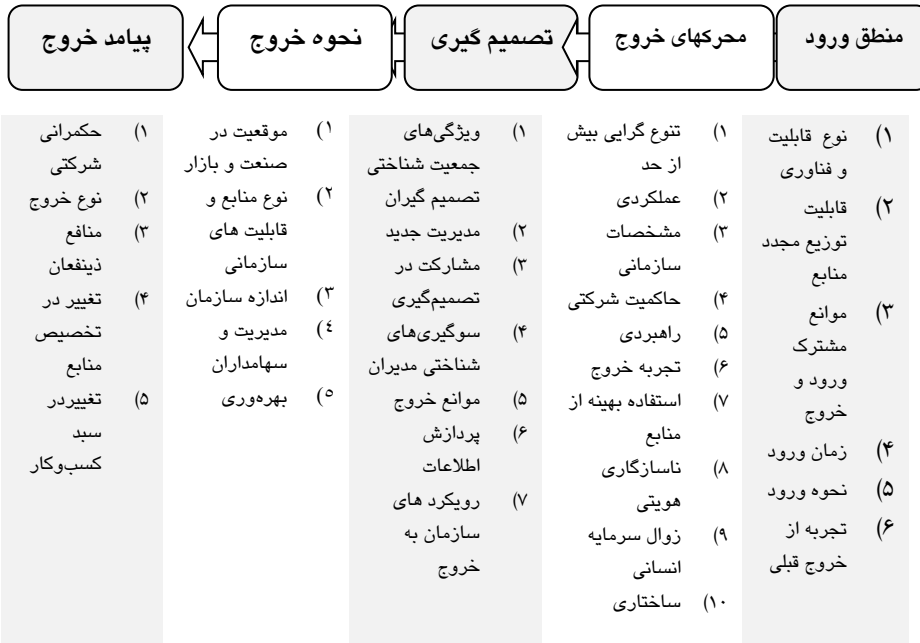 منطق ورود
محرکهای خروج
تصمیم گیری
نحوه خروج
پیامد خروج
۱) نوع قابلیت
و فناوری
۲) قابلیت
توزیع مجدد
منابع
۳) موانع
مشترک
ورود و
خروج
۴) زمان ورود
۵) نحوه ورود
۶) تجربه از
خروج قبلی
۱) تنوع گرایی بیش
از حد
۲) عملکردی
۳) مشخصات
سازمانی
۴) حاکمیت شرکتی
۵) راهبردی
۶) تجربه خروج
۷) استفاده بهینه از
منابع
۸) ناسازگاری
هویتی
۹) زوال سرمایه
انسانی
۱۰) ساختاری
۱) ویژگی‌های
جمعیت شناختی
تصمیم گیران
۲) مدیریت جدید
۳) مشارکت در
تصمیم‌گیری
۴) سوگیری‌های
شناختی مدیران
۵) موانع خروج
۶) پردازش
اطلاعات
۷) رویکرد های
سازمان به
خروج
۱) موقعیت در
صنعت و بازار
۲) نوع منابع و
قابلیت های
سازمانی
۳) اندازه سازمان
٤) مدیریت و
سهامداران
٥) بهره‌وری
۱) حکمرانی
شرکتی
۲) نوع خروج
۳) منافع
ذینفعان
۴) تغییر در
تخصیص
منابع
۵) تغییردر
سبد
کسب‌وکار